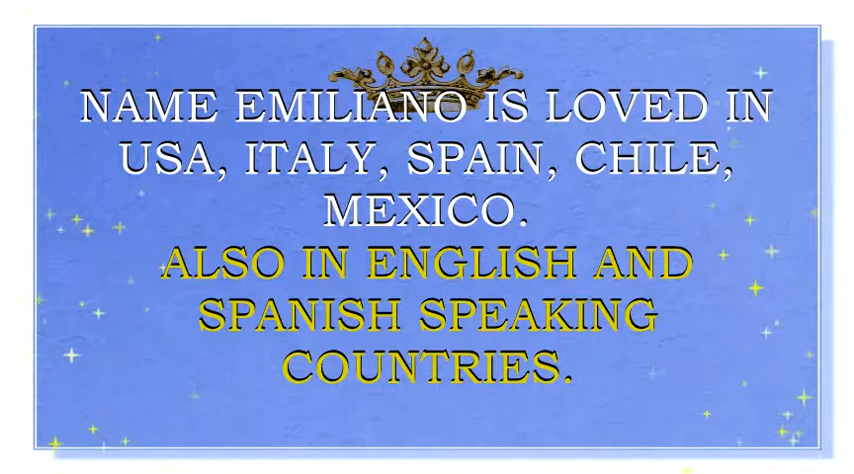 NAME EMILIANO IS LOVED IN
USA, ITALY, SPAIN, CHILE,
MEXICO.
ALSO IN ENGLISH AND
SPANISH SPEAKING
COUNTRIES.